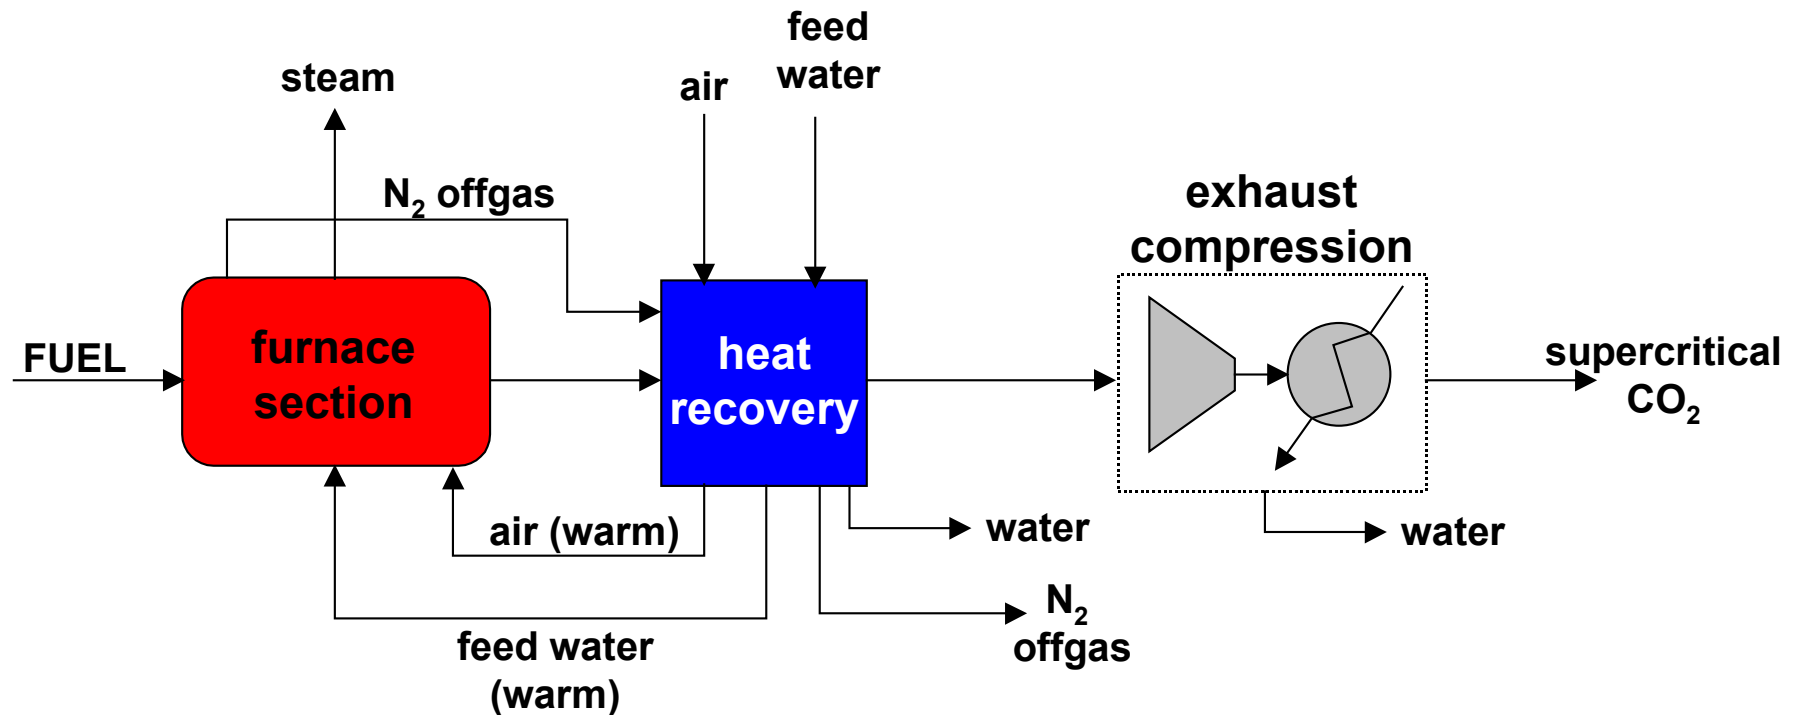 feed
water
steam
air
N₂ offgas
exhaust
compression
FUEL
furnace
section
heat
recovery
supercritical
CO₂
air (warm)
water
water
N₂
offgas
feed water
(warm)